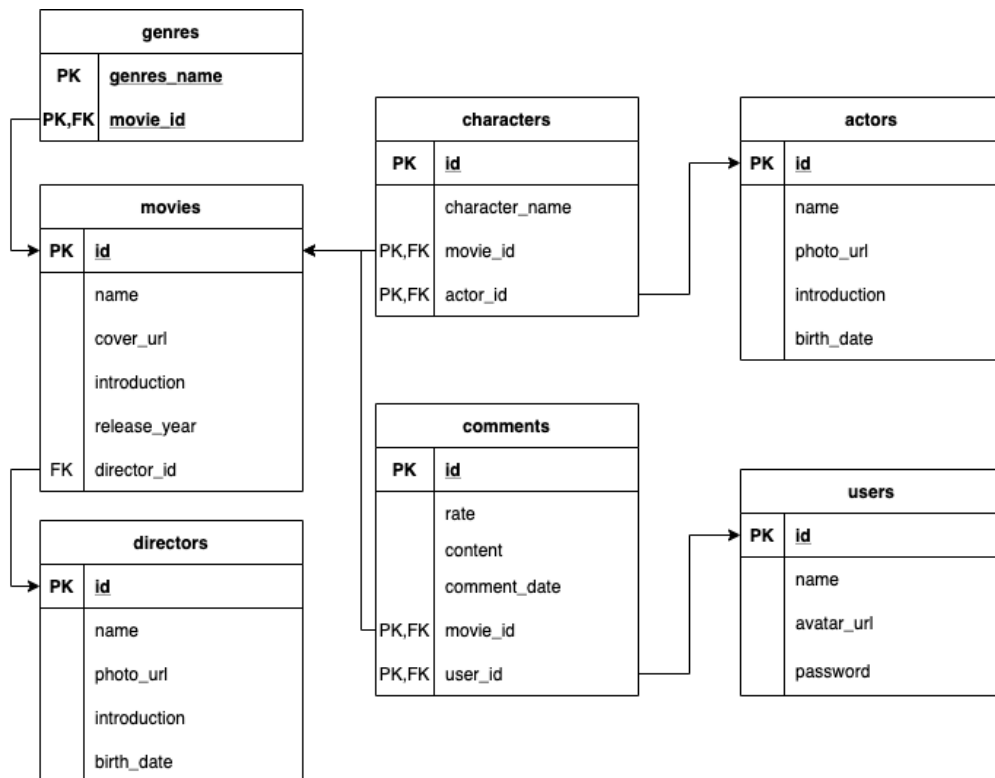 genres
PK genres_name
PK,FK movie_id
movies
PK id
name
cover_url
introduction
release_year
FK director_id
directors
PK id
name
photo_url
introduction
birth_date
characters
PK id
character_name
PK,FK movie_id
PK,FK actor_id
comments
PK id
rate
content
comment_date
PK,FK movie_id
PK,FK user_id
actors
PK id
name
photo_url
introduction
birth_date
users
PK id
name
avatar_url
password